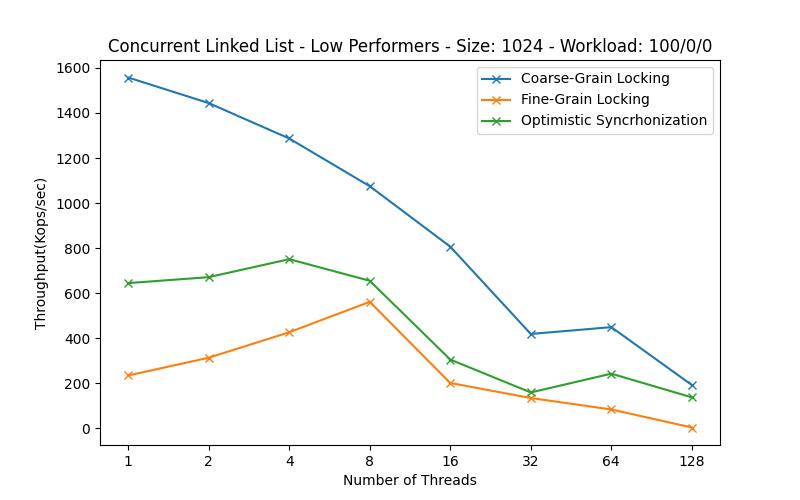 Concurrent Linked List - Low Performers - Size: 1024 - Workload: 100/0/0
Coarse-Grain Locking
Fine-Grain Locking
Optimistic Syncrhonization
Throughput(Kops/sec)
1600
1400
1200
1000
800
600
400
200
0
1 2 4 8 16 32 64 128
Number of Threads